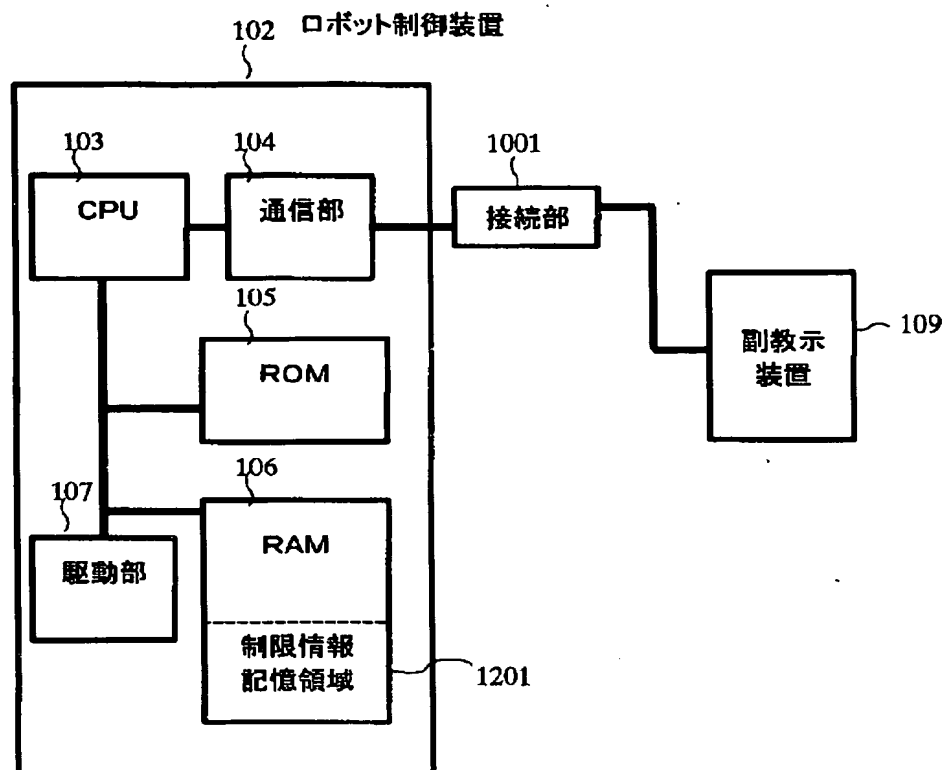 102 ロボット制御装置
103
CPU
104
通信部
1001
接続部
105
ROM
副教示
装置
109
106
RAM
107
駆動部
制限情報
記憶領域
1201